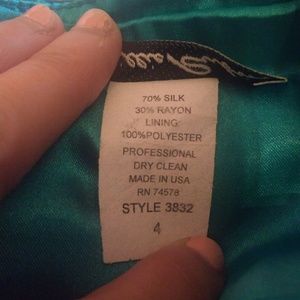 70% SILK
30% RAYON
LINING:
100%POLYESTER
PROFESSIONAL
DRY CLEAN
MADE IN USA
RN 74578
STYLE 3832
4